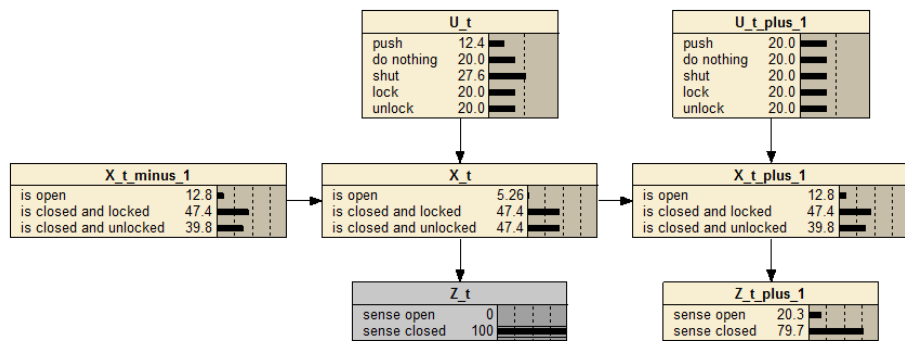 U_t
push 12.4
do nothing 20.0
shut 27.6
lock 20.0
unlock 20.0
U_t_plus_1
push 20.0
do nothing 20.0
shut 20.0
lock 20.0
unlock 20.0
X_t_minus_1
is open 12.8
is closed and locked 47.4
is closed and unlocked 39.8
X_t
is open 5.26
is closed and locked 47.4
is closed and unlocked 47.4
X_t_plus_1
is open 12.8
is closed and locked 47.4
is closed and unlocked 39.8
Z_t
sense open 0
sense closed 100
Z_t_plus_1
sense open 20.3
sense closed 79.7